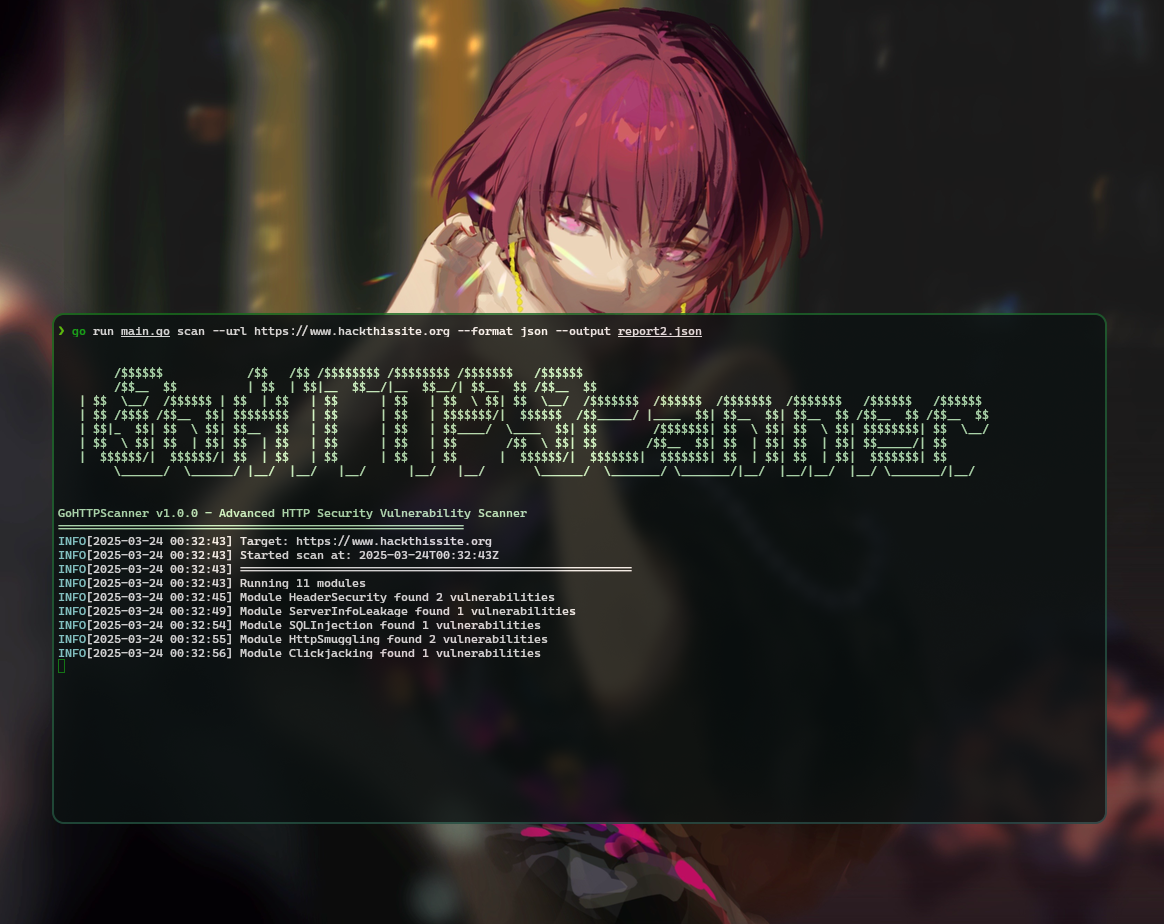 ❯ go run main.go scan --url https://www.hackthissite.org --format json --output report2.json
GoHTTPScanner
GoHTTPScanner v1.0.0 - Advanced HTTP Security Vulnerability Scanner
==========================================================
INFO[2025-03-24 00:32:43] Target: https://www.hackthissite.org
INFO[2025-03-24 00:32:43] Started scan at: 2025-03-24T00:32:43Z
INFO[2025-03-24 00:32:43] ========================================================
INFO[2025-03-24 00:32:43] Running 11 modules
INFO[2025-03-24 00:32:45] Module HeaderSecurity found 2 vulnerabilities
INFO[2025-03-24 00:32:49] Module ServerInfoLeakage found 1 vulnerabilities
INFO[2025-03-24 00:32:54] Module SQLInjection found 1 vulnerabilities
INFO[2025-03-24 00:32:55] Module HttpSmuggling found 2 vulnerabilities
INFO[2025-03-24 00:32:56] Module Clickjacking found 1 vulnerabilities